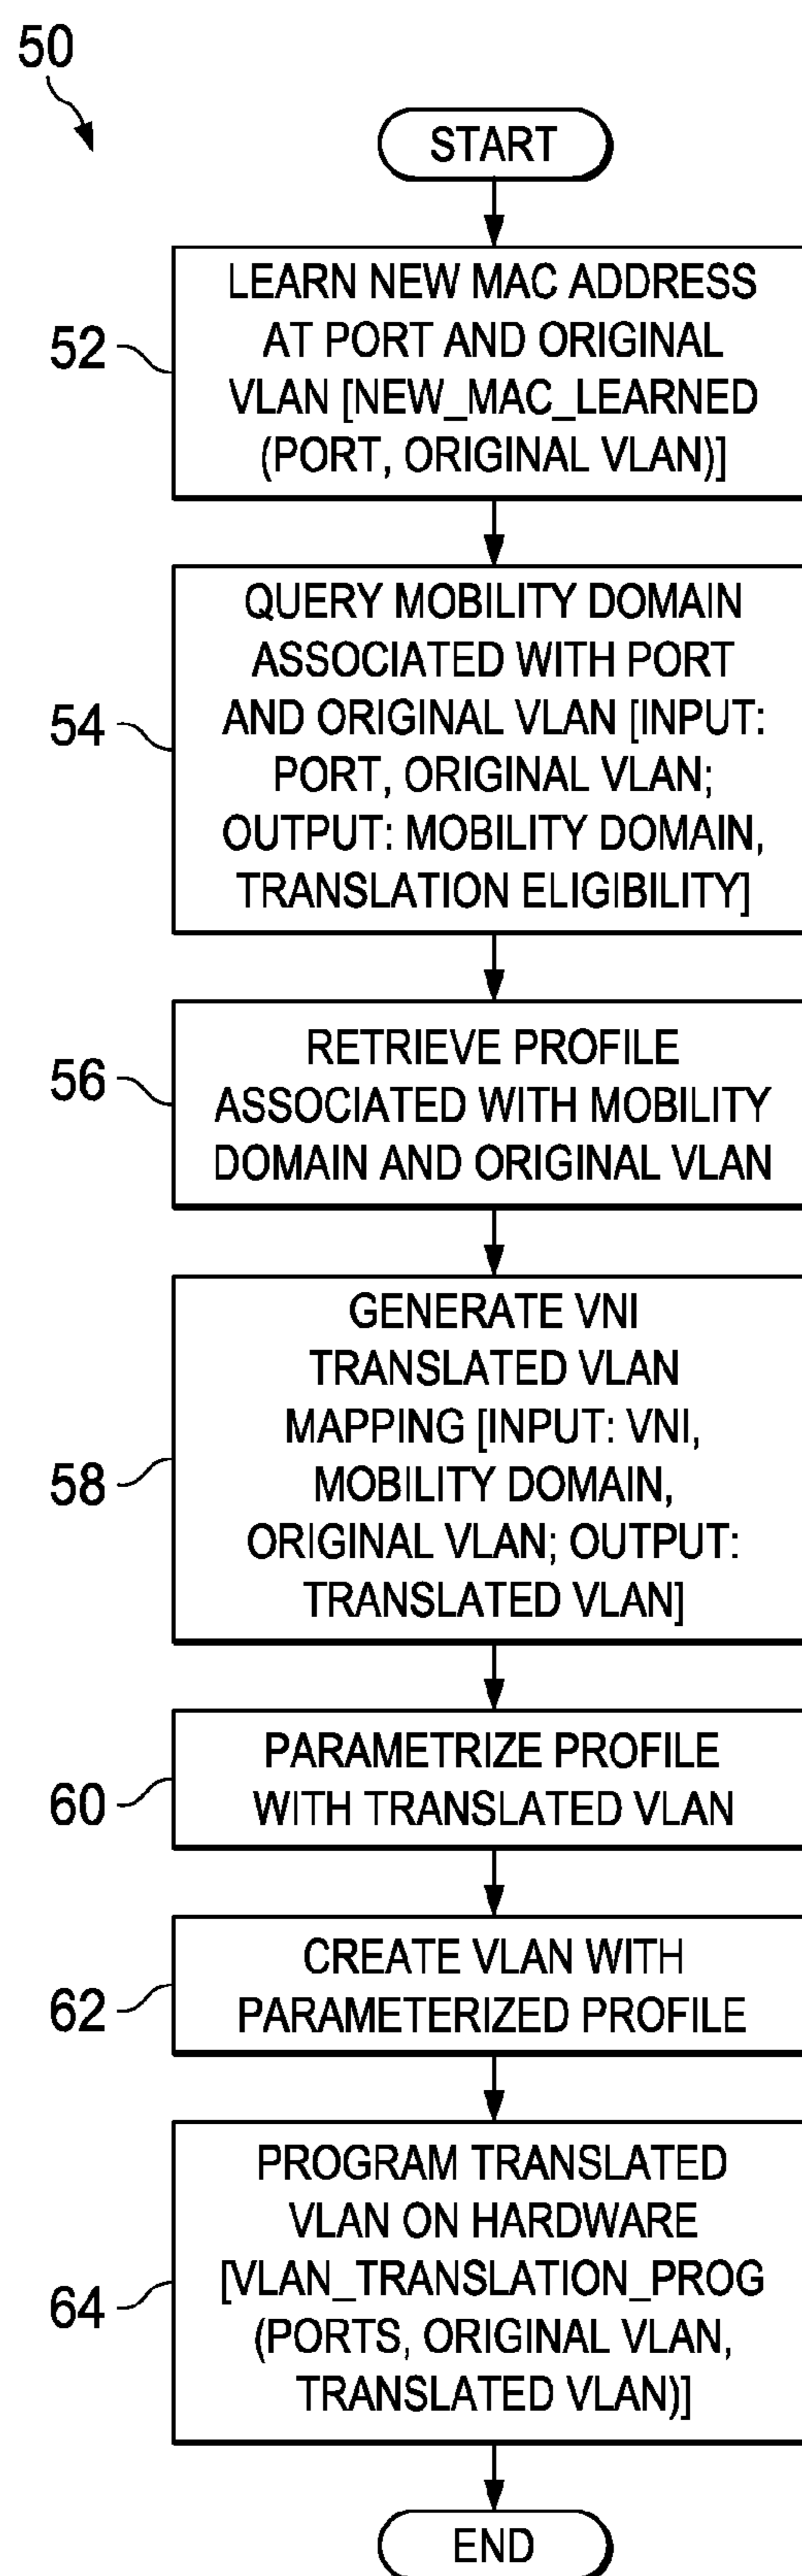 50
START
52
LEARN NEW MAC ADDRESS
AT PORT AND ORIGINAL
VLAN [NEW_MAC_LEARNED
(PORT, ORIGINAL VLAN)]
54
QUERY MOBILITY DOMAIN
ASSOCIATED WITH PORT
AND ORIGINAL VLAN [INPUT:
PORT, ORIGINAL VLAN;
OUTPUT: MOBILITY DOMAIN,
TRANSLATION ELIGIBILITY]
56
RETRIEVE PROFILE
ASSOCIATED WITH MOBILITY
DOMAIN AND ORIGINAL VLAN
58
GENERATE VNI
TRANSLATED VLAN
MAPPING [INPUT: VNI,
MOBILITY DOMAIN,
ORIGINAL VLAN; OUTPUT:
TRANSLATED VLAN]
60
PARAMETRIZE PROFILE
WITH TRANSLATED VLAN
62
CREATE VLAN WITH
PARAMETERIZED PROFILE
64
PROGRAM TRANSLATED
VLAN ON HARDWARE
[VLAN_TRANSLATION_PROG
(PORTS, ORIGINAL VLAN,
TRANSLATED VLAN)]
END